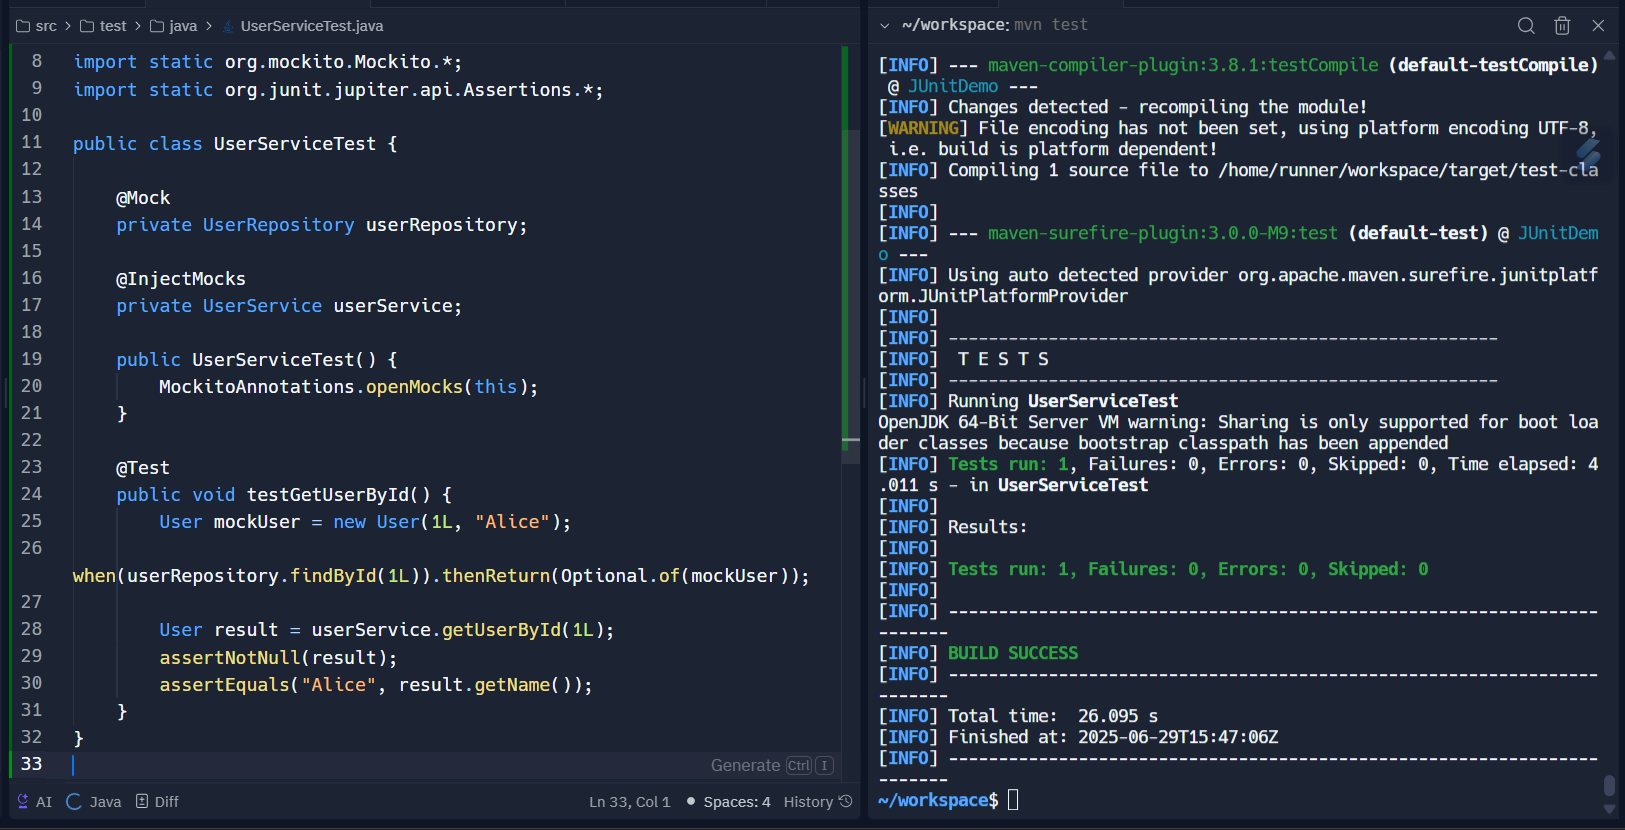 src > test > java > UserServiceTest.java
8 import static org.mockito.Mockito.*;
9 import static org.junit.jupiter.api.Assertions.*;
10
11 public class UserServiceTest {
12
13 @Mock
14 private UserRepository userRepository;
15
16 @InjectMocks
17 private UserService userService;
18
19 public UserServiceTest() {
20 MockitoAnnotations.openMocks(this);
21 }
22
23 @Test
24 public void testGetUserById() {
25 User mockUser = new User(1L, "Alice");
26
when(userRepository.findById(1L)).thenReturn(Optional.of(mockUser));
27
28 User result = userService.getUserById(1L);
29 assertNotNull(result);
30 assertEquals("Alice", result.getName());
31 }
32 }
33 Generate Ctrl I
AI Java Diff Ln 33, Col 1 • Spaces: 4 History
~/workspace: mvn test
[INFO] --- maven-compiler-plugin:3.8.1:testCompile (default-testCompile)
@ JUnitDemo ---
[INFO] Changes detected - recompiling the module!
[WARNING] File encoding has not been set, using platform encoding UTF-8,
i.e. build is platform dependent!
[INFO] Compiling 1 source file to /home/runner/workspace/target/test-cla
sses
[INFO]
[INFO] --- maven-surefire-plugin:3.0.0-M9:test (default-test) @ JUnitDem
o ---
[INFO] Using auto detected provider org.apache.maven.surefire.junitplatf
orm.JUnitPlatformProvider
[INFO]
[INFO] -------------------------------------------------------
[INFO] T E S T S
[INFO] -------------------------------------------------------
[INFO] Running UserServiceTest
OpenJDK 64-Bit Server VM warning: Sharing is only supported for boot loa
der classes because bootstrap classpath has been appended
[INFO] Tests run: 1, Failures: 0, Errors: 0, Skipped: 0, Time elapsed: 4
.011 s - in UserServiceTest
[INFO]
[INFO] Results:
[INFO]
[INFO] Tests run: 1, Failures: 0, Errors: 0, Skipped: 0
[INFO]
[INFO] -----------------------------------------------------------------
-------
[INFO] BUILD SUCCESS
[INFO] -----------------------------------------------------------------
-------
[INFO] Total time:  26.095 s
[INFO] Finished at: 2025-06-29T15:47:06Z
[INFO] -----------------------------------------------------------------
-------
~/workspace$